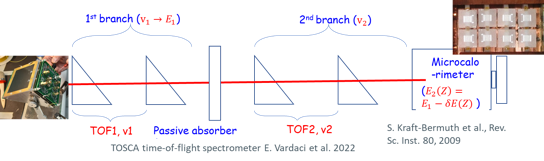 1st branch (v₁ → E₁)
2nd branch (v₂)
Microcalo
-rimeter
(E₂(Z) =
E₁ − δE(Z) )
TOF1, v1
Passive absorber
TOF2, v2
S. Kraft-Bermuth et al., Rev.
Sc. Inst. 80, 2009
TOSCA time-of-flight spectrometer E. Vardaci et al. 2022